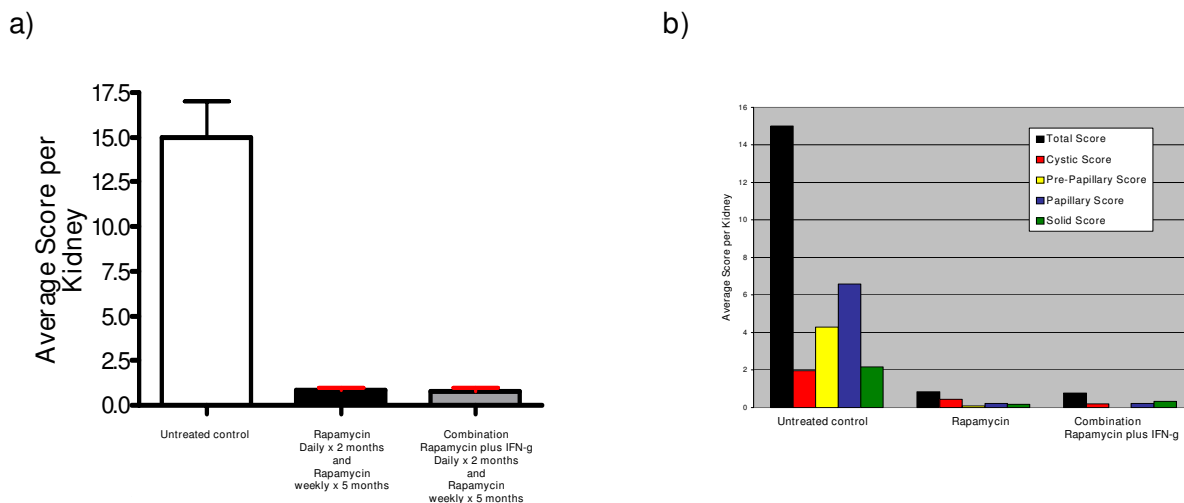 a)
Average Score per
Kidney
17.5
15.0
12.5
10.0
7.5
5.0
2.5
0.0
Untreated control
Rapamycin
Daily x 2 months
and
Rapamycin
weekly x 5 months
Combination
Rapamycin plus IFN-g
Daily x 2 months
and
Rapamycin
weekly x 5 months
b)
Average Score per Kidney
16
14
12
10
8
6
4
2
0
Total Score
Cystic Score
Pre-Papillary Score
Papillary Score
Solid Score
Untreated control
Rapamycin
Combination
Rapamycin plus IFN-g